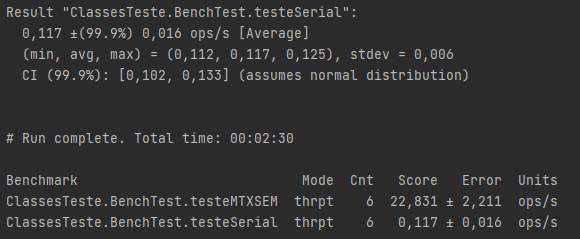 Result "ClassesTeste.BenchTest.testeSerial":
0,117 ±(99.9%) 0,016 ops/s [Average]
(min, avg, max) = (0,112, 0,117, 0,125), stdev = 0,006
CI (99.9%): [0,102, 0,133] (assumes normal distribution)
# Run complete. Total time: 00:02:30
Benchmark Mode Cnt Score Error Units
ClassesTeste.BenchTest.testeMTXSEM thrpt 6 22,831 ± 2,211 ops/s
ClassesTeste.BenchTest.testeSerial thrpt 6 0,117 ± 0,016 ops/s